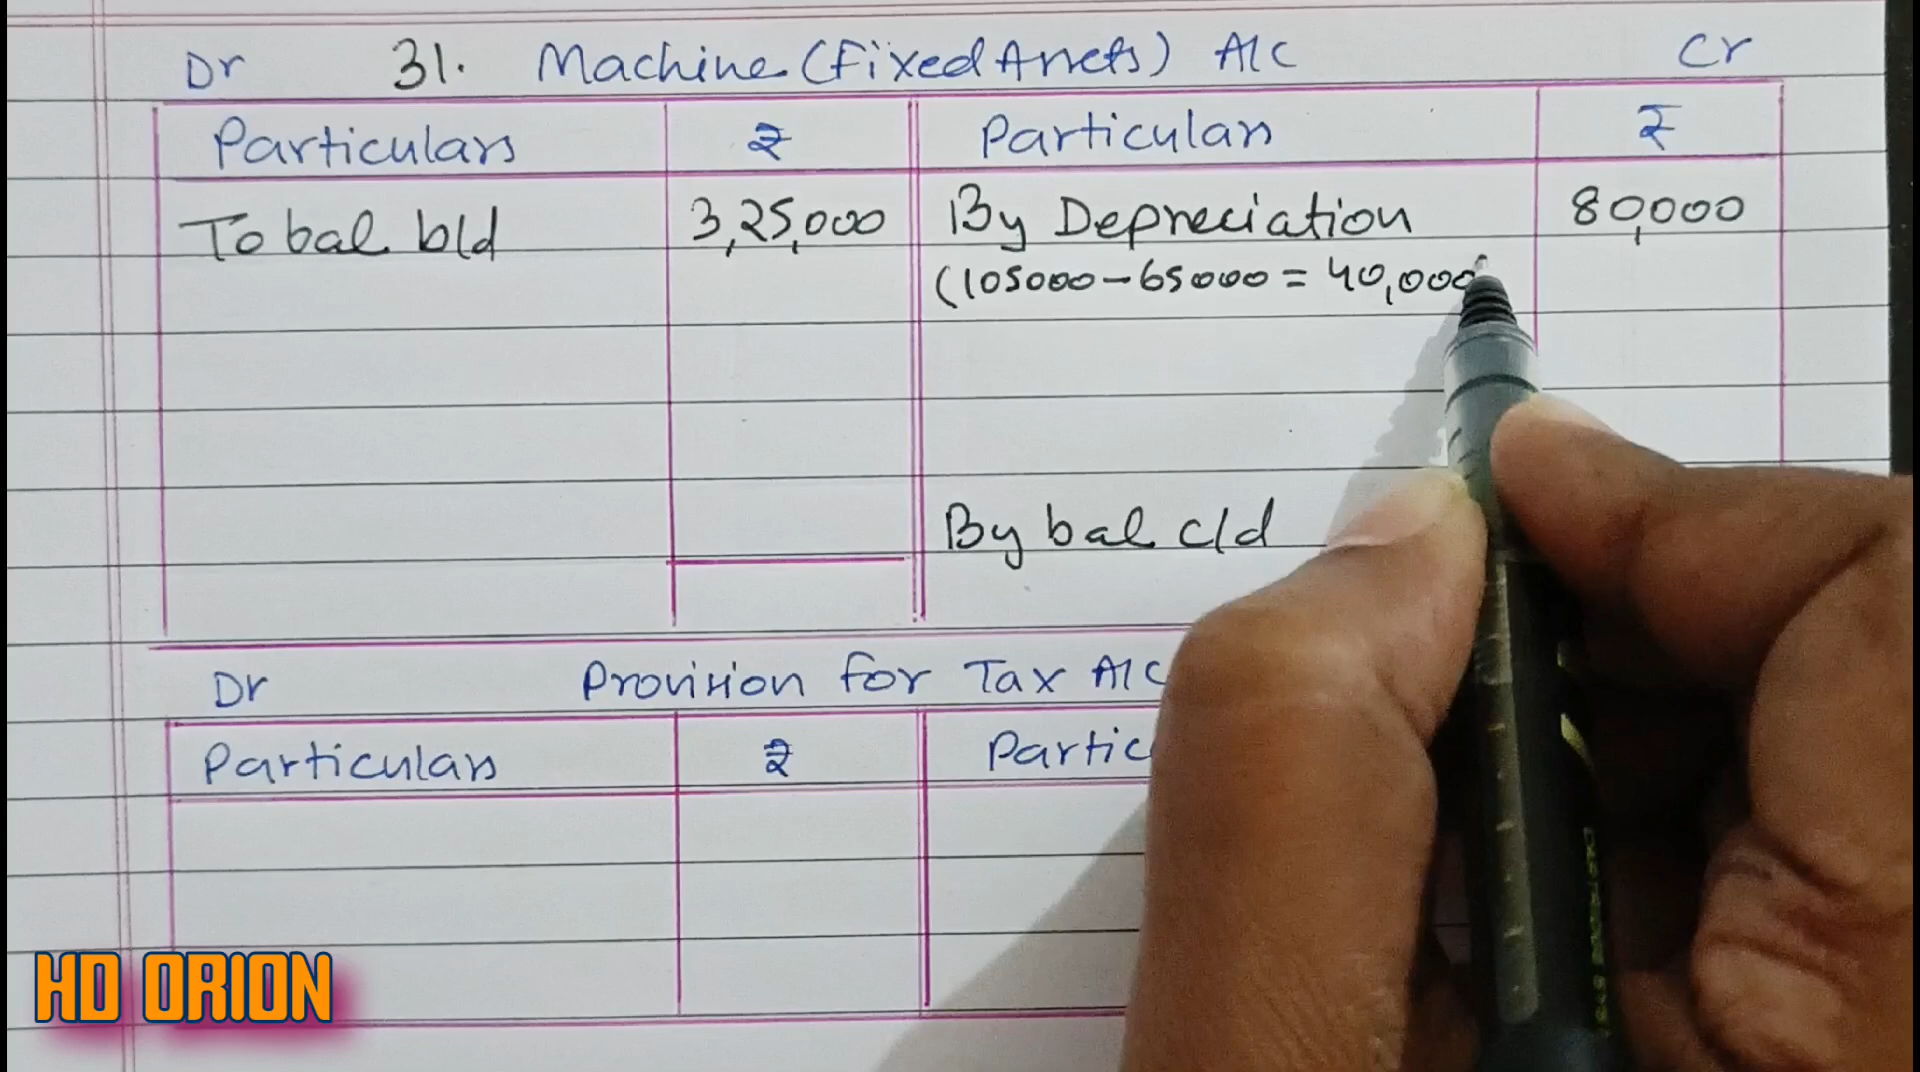 Dr 31. Machine (Fixed Assets) A/c Cr
Particulars ₹ Particulars ₹
To bal b/d 3,25,000 By Depreciation 80,000
(105000-65000 = 40,000
By bal c/d
Dr Provision for Tax A/c
Particulars ₹ Partic
HD ORION